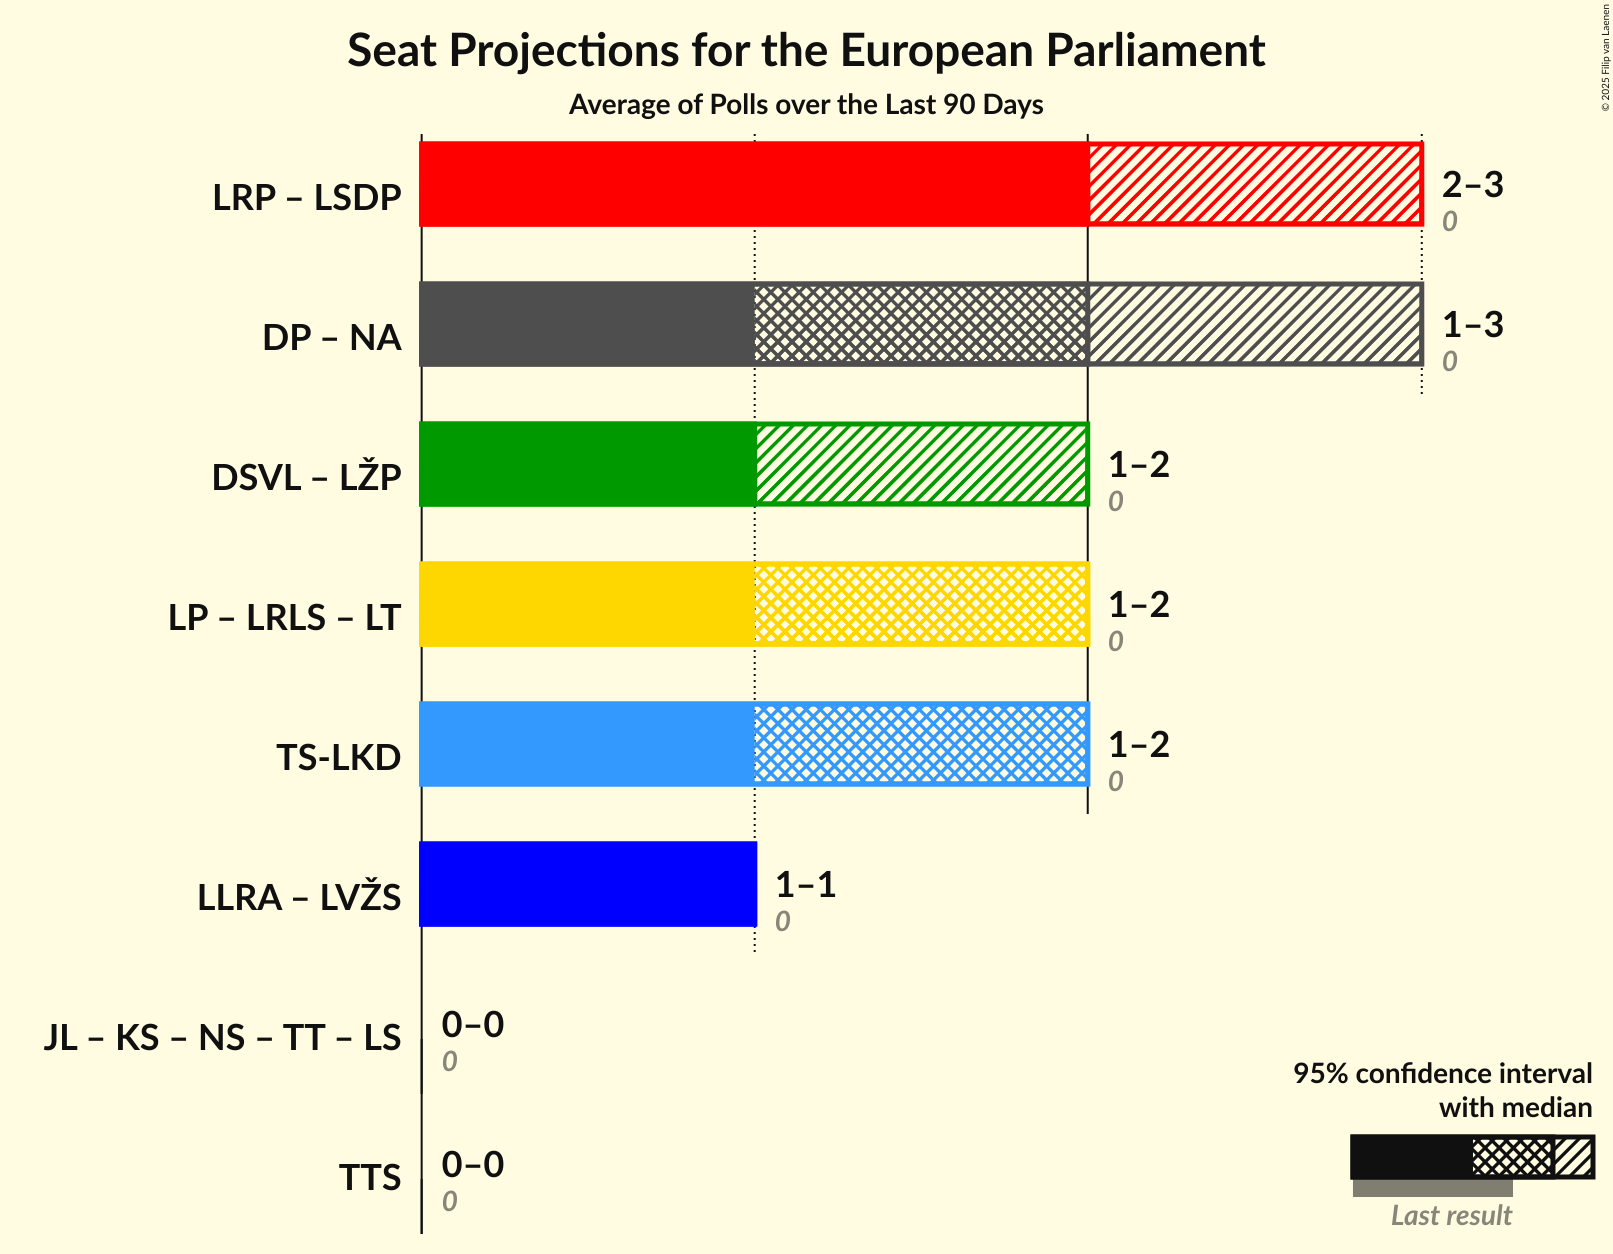 Seat Projections for the European Parliament
Average of Polls over the Last 90 Days
© 2025 Filip van Laenen
LRP – LSDP
2–3
0
DP – NA
1–3
0
DSVL – LŽP
1–2
0
LP – LRLS – LT
1–2
0
TS-LKD
1–2
0
LLRA – LVŽS
1–1
0
JL – KS – NS – TT – LS
0–0
0
TTS
0–0
0
95% confidence interval
with median
Last result